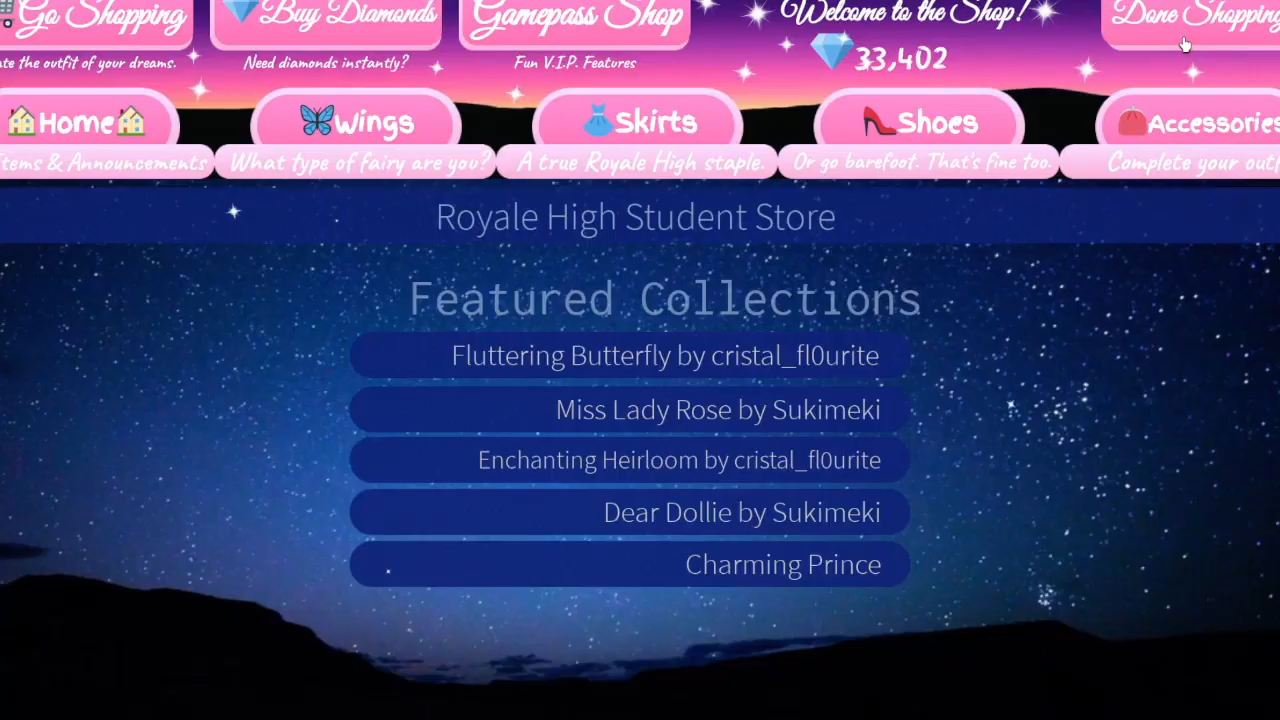 Go Shopping
Buy Diamonds
Gamepass Shop
Welcome to the Shop!
Done Shopping
ate the outfit of your dreams.
Need diamonds instantly?
Fun V.I.P. Features
33,402
Home
Wings
Skirts
Shoes
Accessories
Items & Announcements
What type of fairy are you?
A true Royale High staple.
Or go barefoot. That's fine too.
Complete your outf
Royale High Student Store
Featured Collections
Fluttering Butterfly by cristal_fl0urite
Miss Lady Rose by Sukimeki
Enchanting Heirloom by cristal_fl0urite
Dear Dollie by Sukimeki
Charming Prince